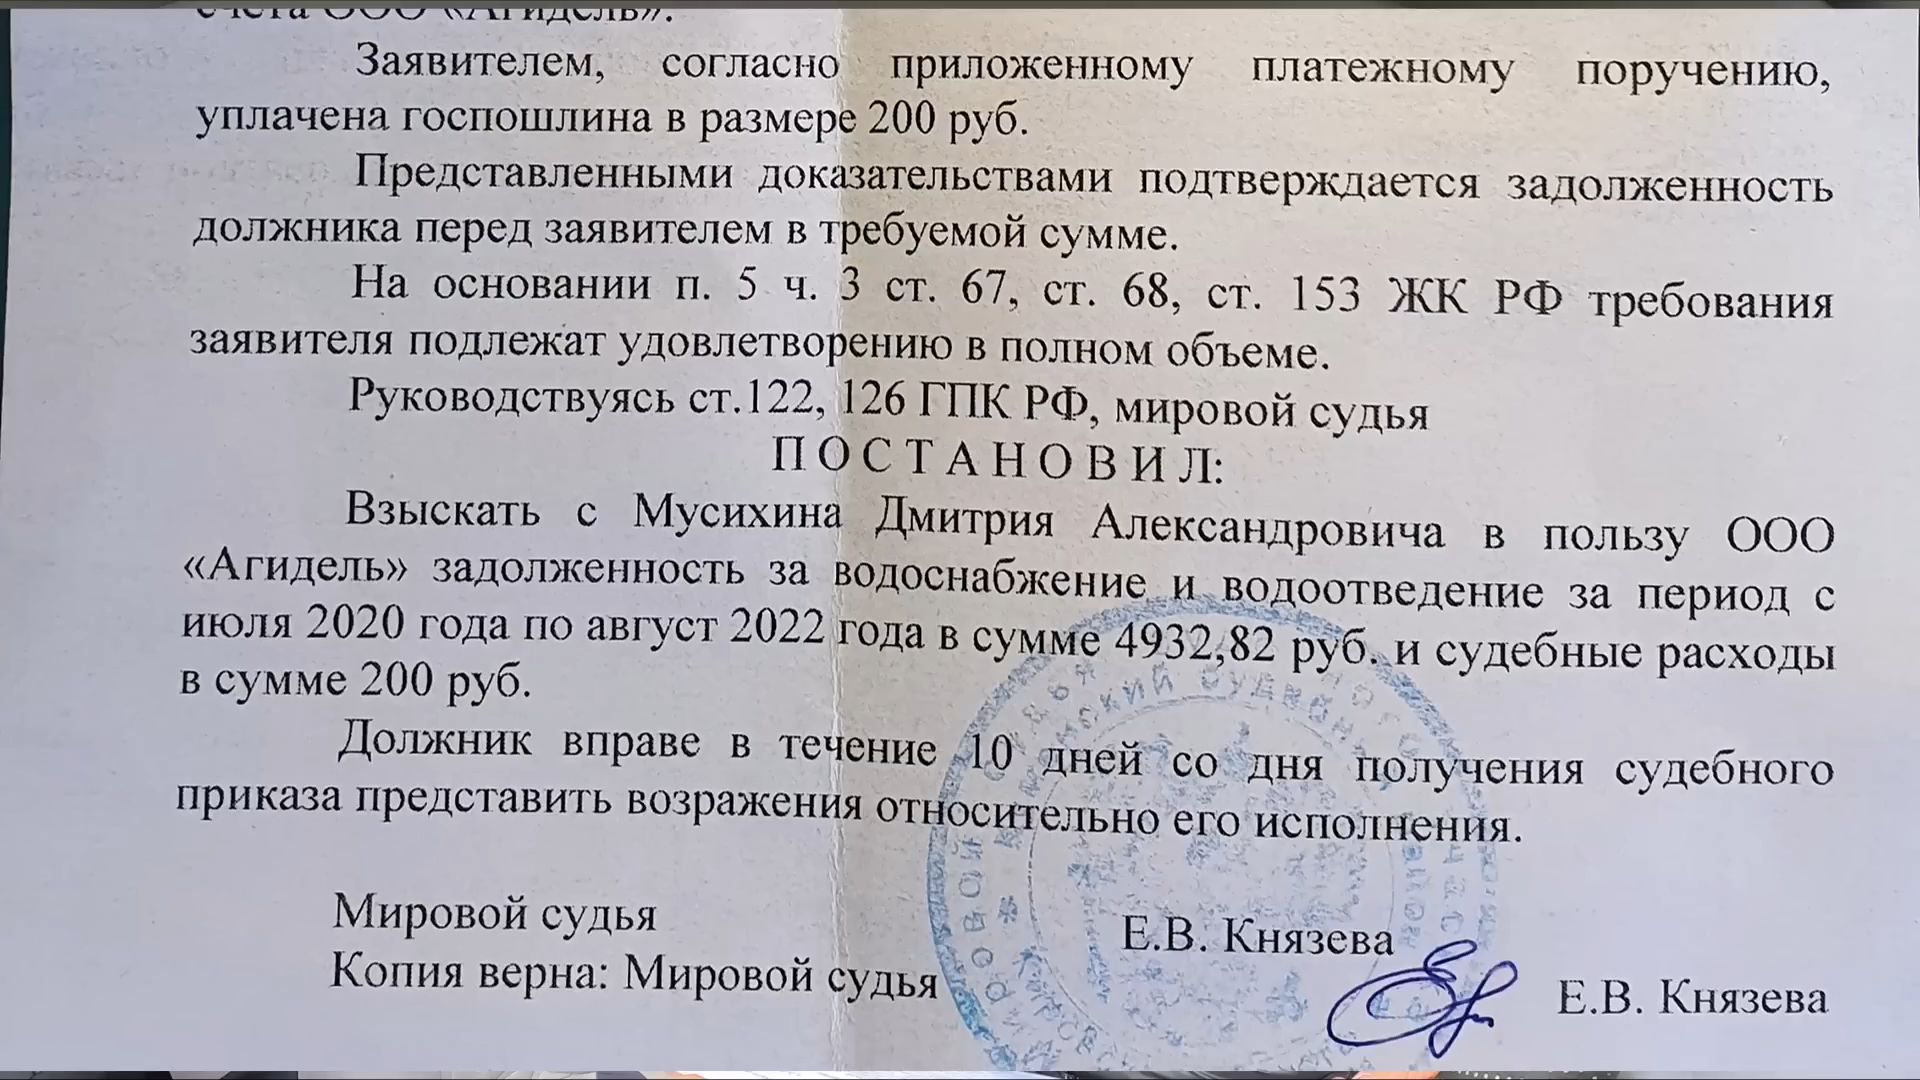 счета ООО «Агидель».
Заявителем, согласно приложенному платежному поручению,
уплачена госпошлина в размере 200 руб.
Представленными доказательствами подтверждается задолженность
должника перед заявителем в требуемой сумме.
На основании п. 5 ч. 3 ст. 67, ст. 68, ст. 153 ЖК РФ требования
заявителя подлежат удовлетворению в полном объеме.
Руководствуясь ст.122, 126 ГПК РФ, мировой судья
П О С Т А Н О В И Л:
Взыскать с Мусихина Дмитрия Александровича в пользу ООО
«Агидель» задолженность за водоснабжение и водоотведение за период с
июля 2020 года по август 2022 года в сумме 4932,82 руб. и судебные расходы
в сумме 200 руб.
Должник вправе в течение 10 дней со дня получения судебного
приказа представить возражения относительно его исполнения.
Мировой судья Е.В. Князева
Копия верна: Мировой судья Е.В. Князева